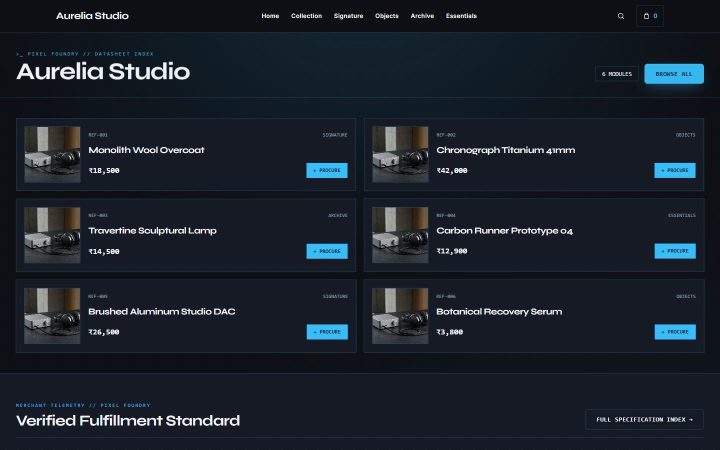 Aurelia Studio
Home Collection Signature Objects Archive Essentials
0
>_ PIXEL FOUNDRY // DATASET INDEX
Aurelia Studio
6 MODULES
BROWSE ALL
REF-001 SIGNATURE
Monolith Wool Overcoat
₹18,500
+ PROCURE
REF-002 OBJECTS
Chronograph Titanium 41mm
₹42,000
+ PROCURE
REF-003 ARCHIVE
Travertine Sculptural Lamp
₹14,500
+ PROCURE
REF-004 ESSENTIALS
Carbon Runner Prototype 04
₹12,900
+ PROCURE
REF-005 SIGNATURE
Brushed Aluminum Studio DAC
₹26,500
+ PROCURE
REF-006 OBJECTS
Botanical Recovery Serum
₹3,800
+ PROCURE
MERCHANT TELEMETRY // PIXEL FOUNDRY
Verified Fulfillment Standard
FULL SPECIFICATION INDEX →